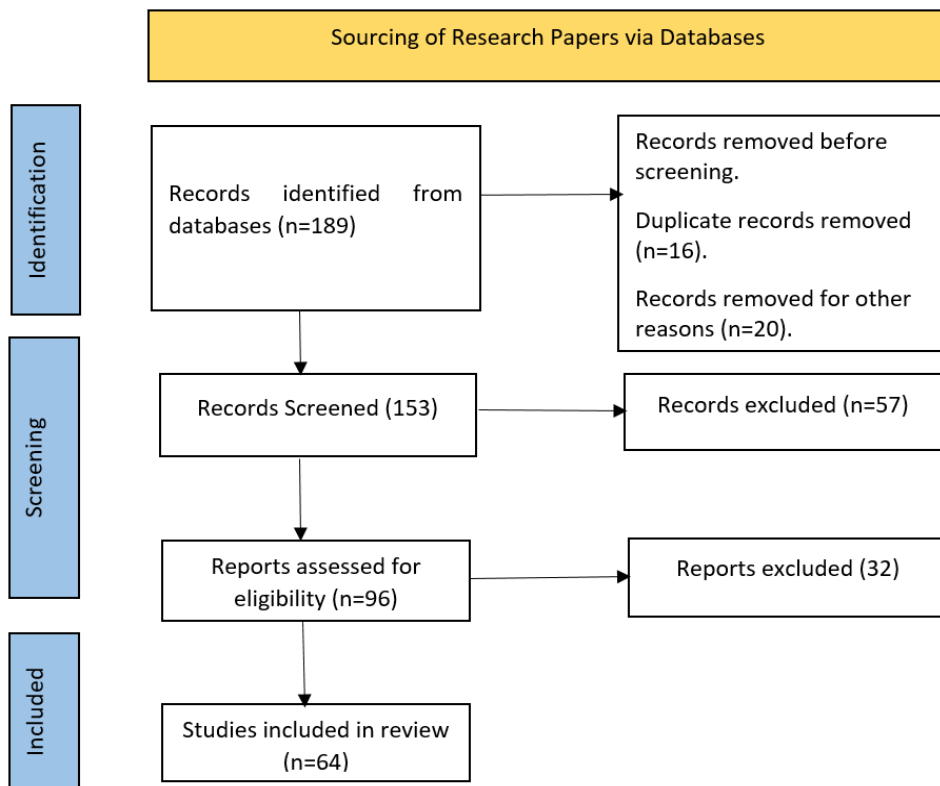 Sourcing of Research Papers via Databases
Identification
Records identified from
databases (n=189)
Records removed before
screening.
Duplicate records removed
(n=16).
Records removed for other
reasons (n=20).
Screening
Records Screened (153)
Records excluded (n=57)
Reports assessed for
eligibility (n=96)
Reports excluded (32)
Included
Studies included in review
(n=64)